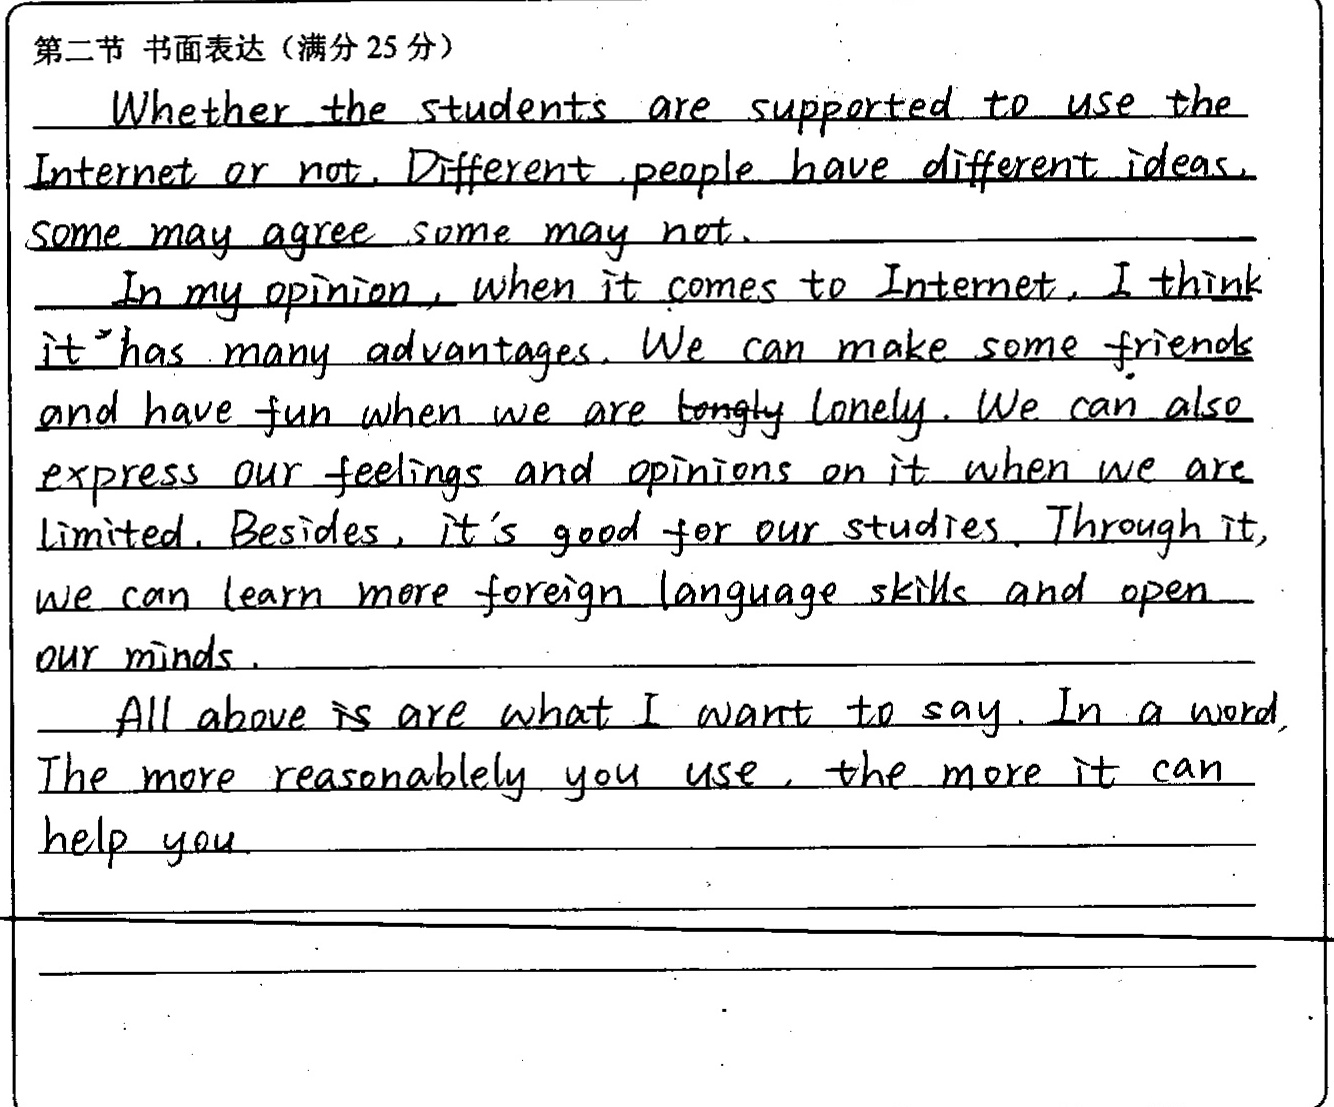 第二节 书面表达（满分 25 分）
Whether the students are supported to use the
Internet or not. Different people have different ideas.
some may agree some may not.
In my opinion, when it comes to Internet, I think
it has many advantages. We can make some friends
and have fun when we are tongly lonely. We can also
express our feelings and opinions on it when we are
limited. Besides, it's good for our studies. Through it,
we can learn more foreign language skills and open
our minds.
All above is are what I want to say. In a word,
The more reasonablely you use, the more it can
help you.